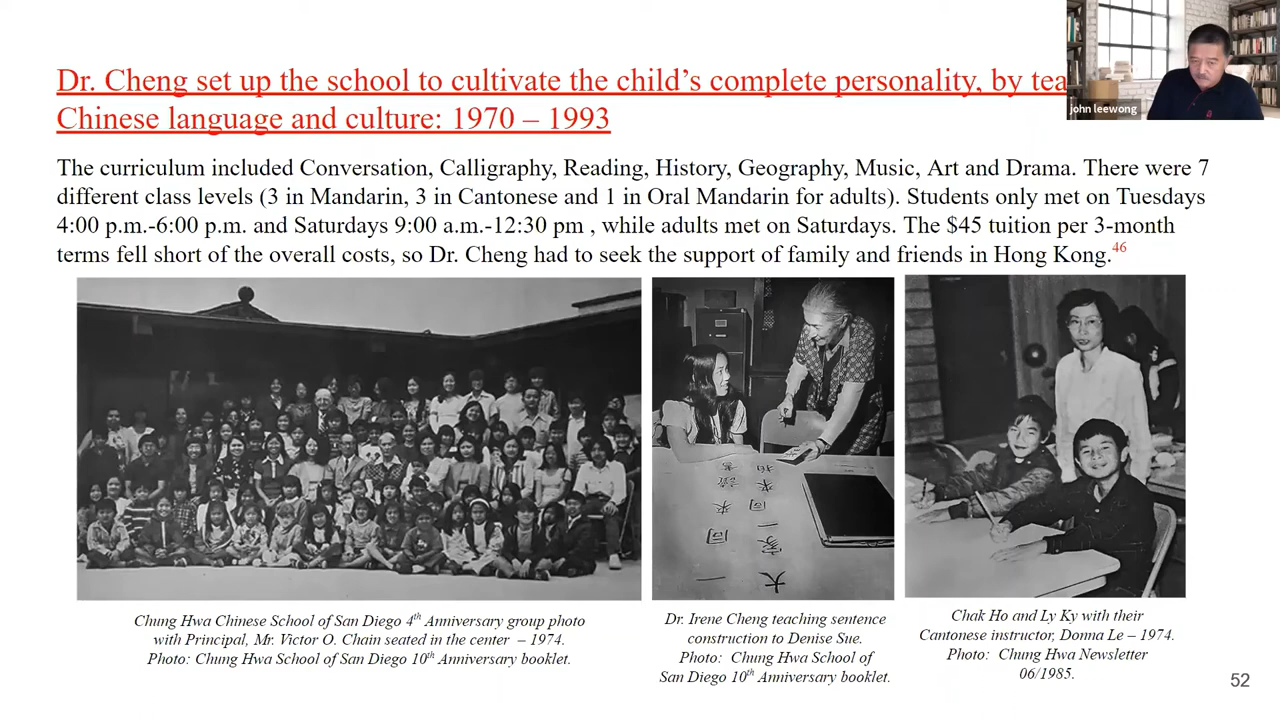 john leewong
Dr. Cheng set up the school to cultivate the child's complete personality, by tea
Chinese language and culture: 1970 – 1993
The curriculum included Conversation, Calligraphy, Reading, History, Geography, Music, Art and Drama. There were 7
different class levels (3 in Mandarin, 3 in Cantonese and 1 in Oral Mandarin for adults). Students only met on Tuesdays
4:00 p.m.-6:00 p.m. and Saturdays 9:00 a.m.-12:30 pm , while adults met on Saturdays. The $45 tuition per 3-month
terms fell short of the overall costs, so Dr. Cheng had to seek the support of family and friends in Hong Kong.46
大家一同來
一同來讀
Chung Hwa Chinese School of San Diego 4th Anniversary group photo
with Principal, Mr. Victor O. Chain seated in the center – 1974.
Photo: Chung Hwa School of San Diego 10th Anniversary booklet.
Dr. Irene Cheng teaching sentence
construction to Denise Sue.
Photo: Chung Hwa School of
San Diego 10th Anniversary booklet.
Chak Ho and Ly Ky with their
Cantonese instructor, Donna Le – 1974.
Photo: Chung Hwa Newsletter
06/1985.
52